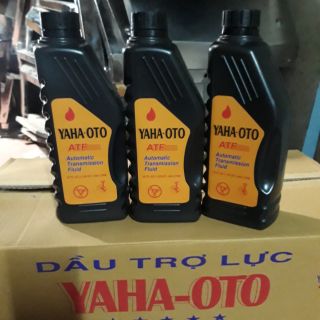 YAHA-OTO
ATF
Automatic
Transmission
Fluid
YAHA-OTO
ATF
Automatic
Transmission
Fluid
YAHA-OTO
ATF
Automatic
Transmission
Fluid
DẦU TRỢ LỰC
YAHA-OTO